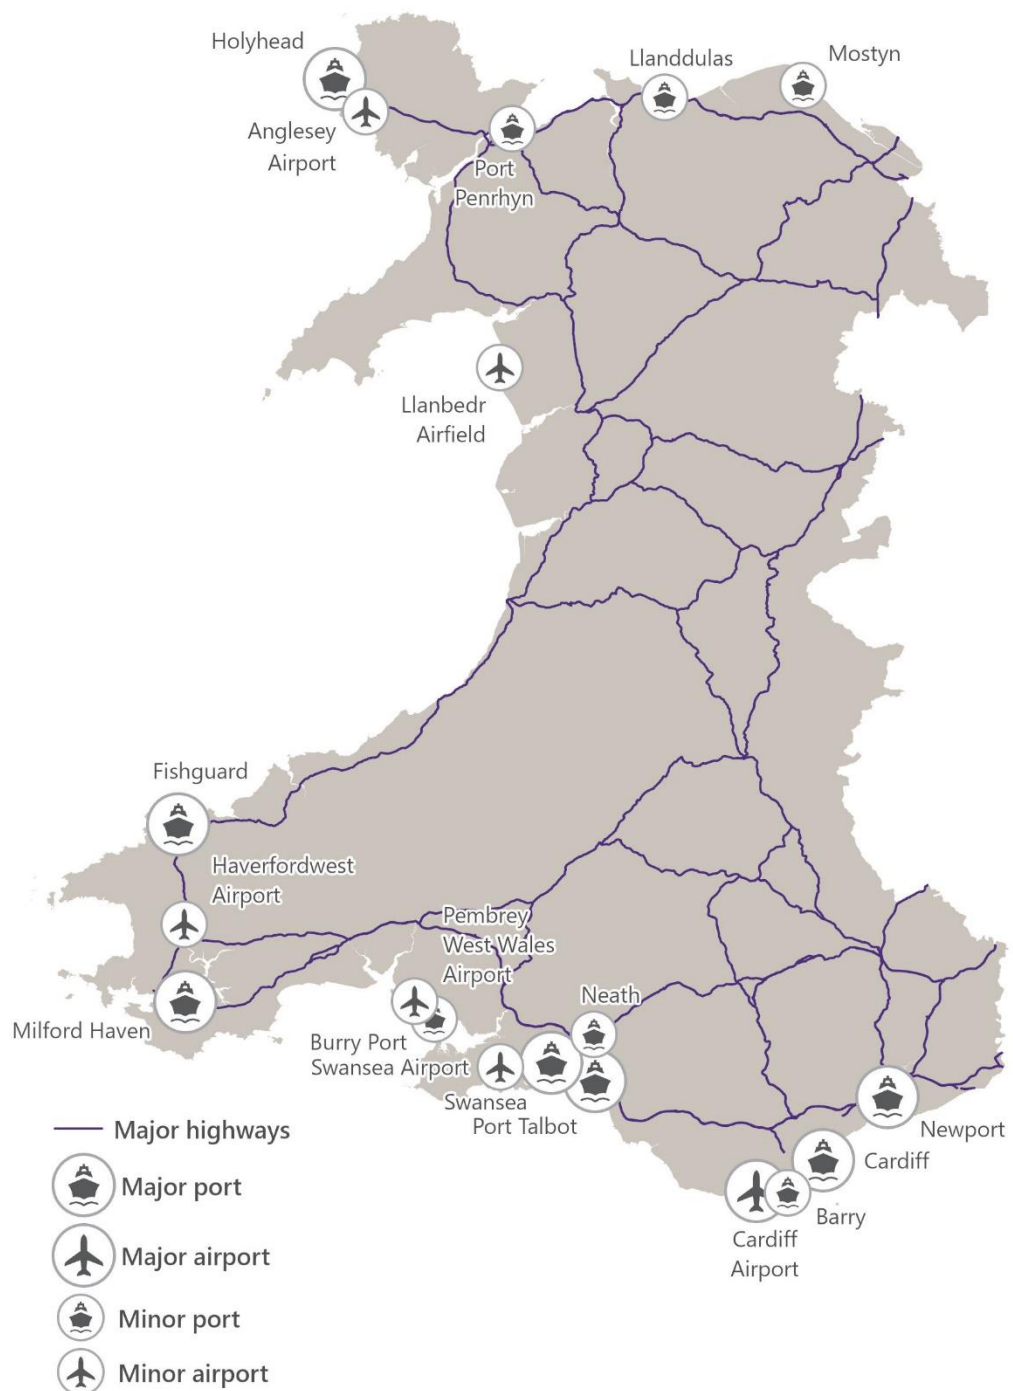 Holyhead
Llanddulas
Mostyn
Anglesey
Airport
Port
Penrhyn
Llanbedr
Airfield
Fishguard
Haverfordwest
Airport
Pembrey
West Wales
Airport
Neath
Milford Haven
Burry Port
Swansea Airport
Swansea
Port Talbot
Newport
Cardiff
Barry
Cardiff
Airport
Major highways
Major port
Major airport
Minor port
Minor airport